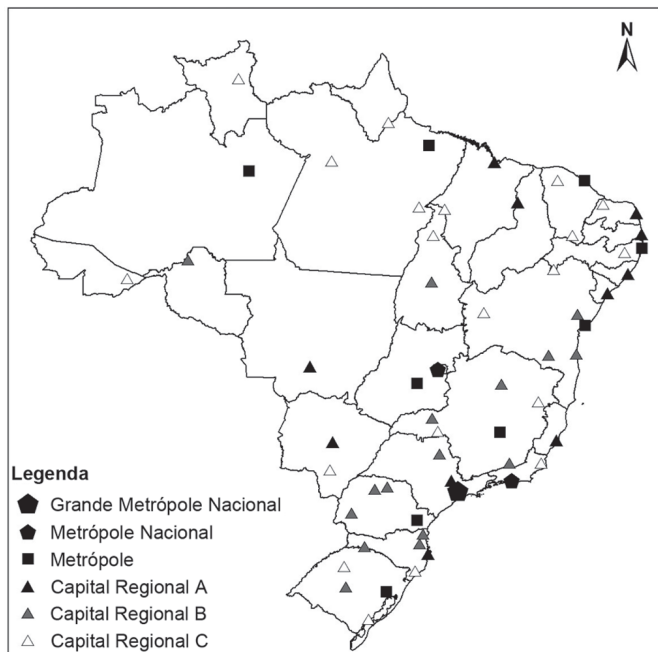 N
Legenda
Grande Metrópole Nacional
Metrópole Nacional
Metrópole
Capital Regional A
Capital Regional B
Capital Regional C